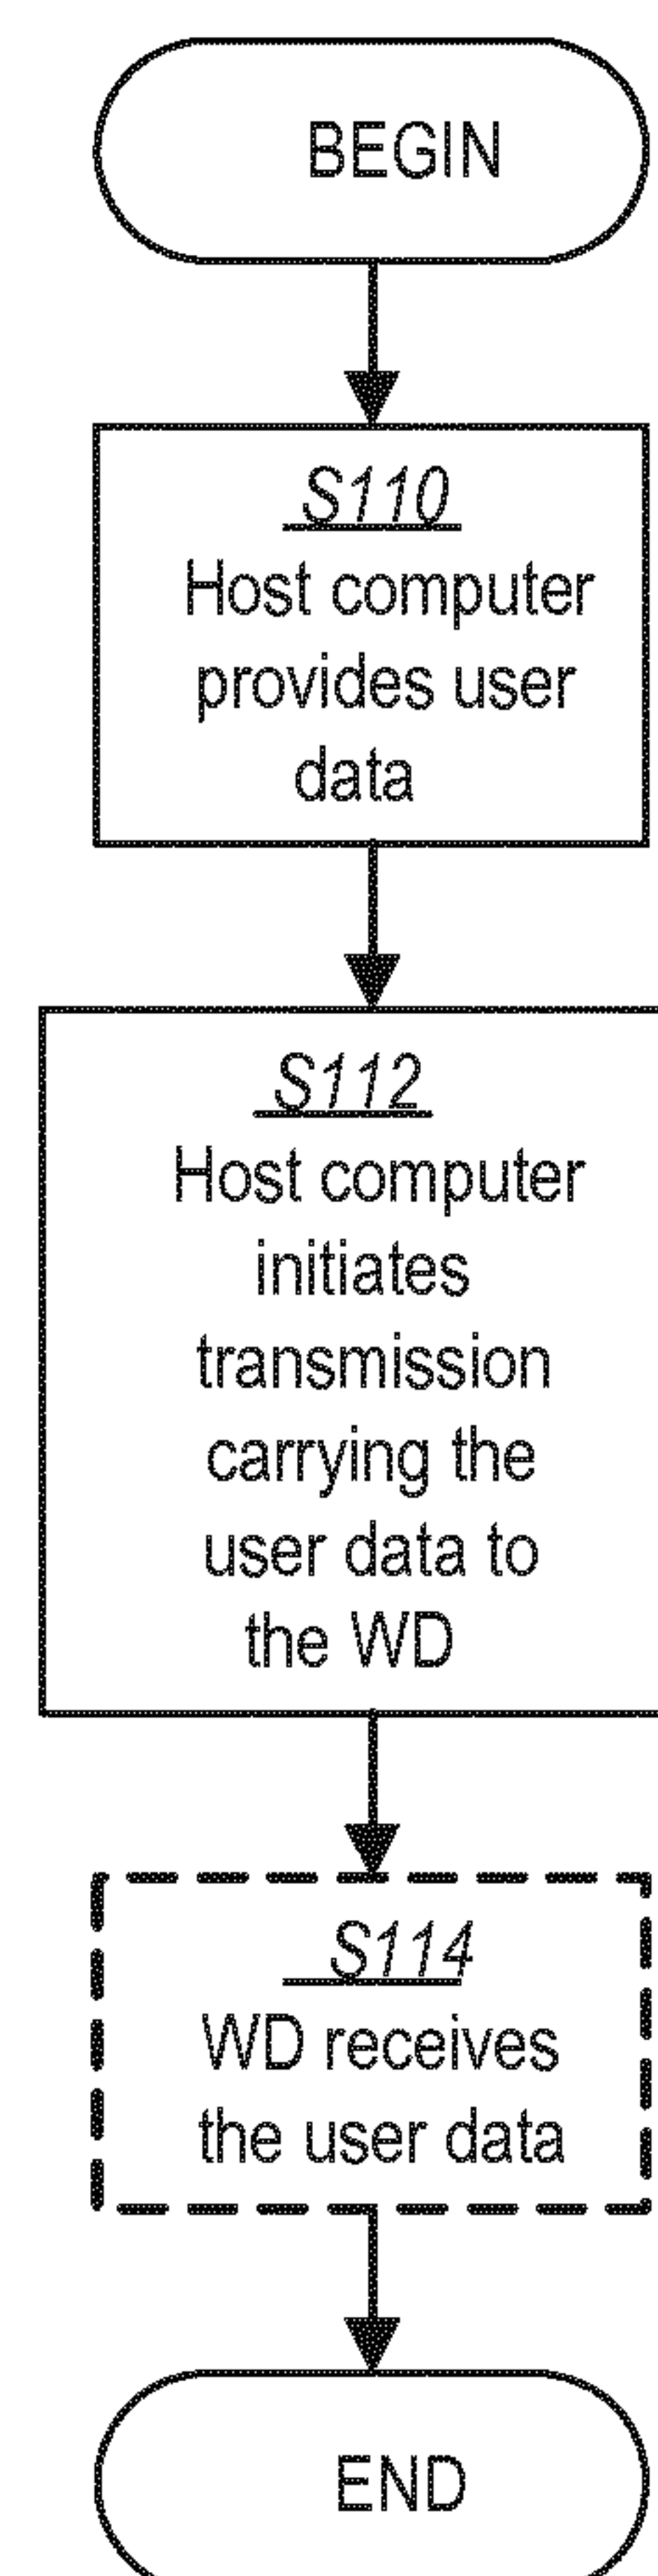 BEGIN
S110
Host computer
provides user
data
S112
Host computer
initiates
transmission
carrying the
user data to
the WD
S114
WD receives
the user data
END